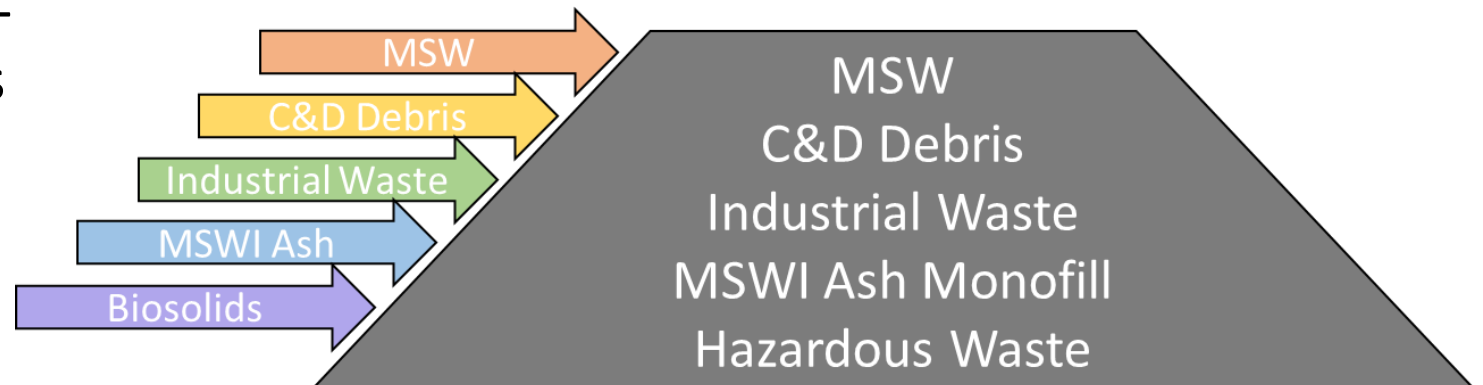 MSW
C&D Debris
Industrial Waste
MSWI Ash
Biosolids
MSW
C&D Debris
Industrial Waste
MSWI Ash Monofill
Hazardous Waste